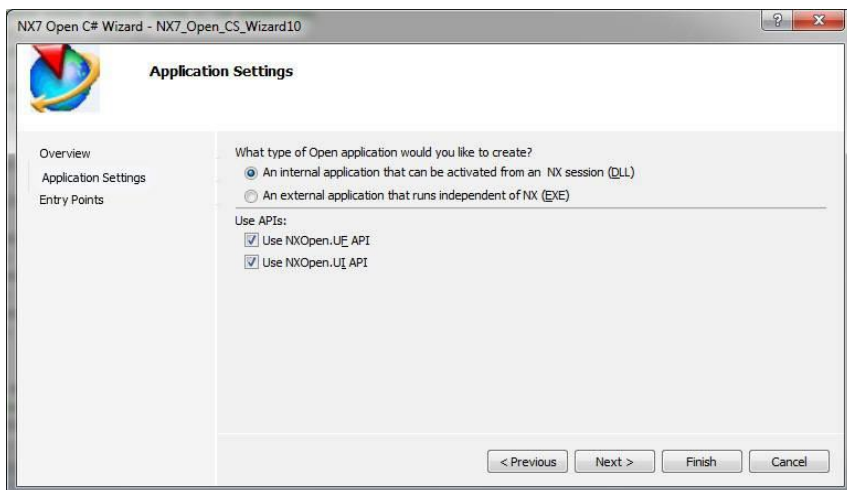 NX7 Open C# Wizard - NX7_Open_CS_Wizard10
Application Settings
Overview
Application Settings
Entry Points
What type of Open application would you like to create?
An internal application that can be activated from an NX session (DLL)
An external application that runs independent of NX (EXE)
Use APIs:
Use NXOpen.UF API
Use NXOpen.UI API
< Previous
Next >
Finish
Cancel